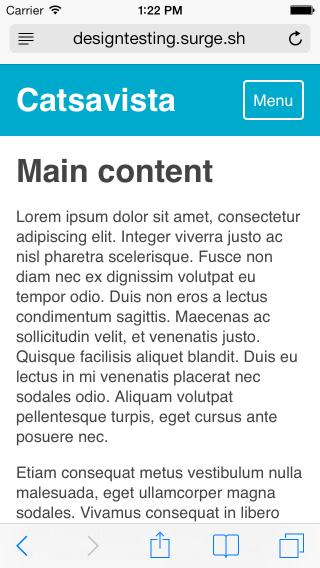 Carrier 1:22 PM
designtesting.surge.sh
Catsavista Menu
Main content
Lorem ipsum dolor sit amet, consectetur
adipiscing elit. Integer viverra justo ac
nisl pharetra scelerisque. Fusce non
diam nec ex dignissim volutpat eu
tempor odio. Duis non eros a lectus
condimentum sagittis. Maecenas ac
sollicitudin velit, et venenatis justo.
Quisque facilisis aliquet blandit. Duis eu
lectus in mi venenatis placerat nec
sodales odio. Aliquam volutpat
pellentesque turpis, eget cursus ante
posuere nec.
Etiam consequat metus vestibulum nulla
malesuada, eget ullamcorper magna
sodales. Vivamus consequat in libero